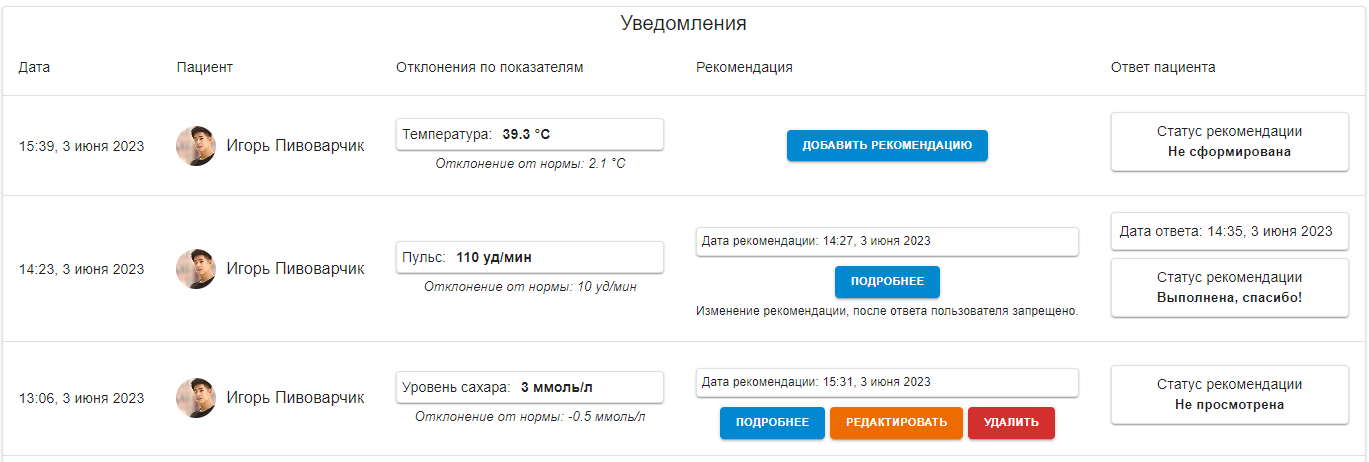 Уведомления
Дата Пациент Отклонения по показателям Рекомендация Ответ пациента
15:39, 3 июня 2023
Игорь Пивоварчик
Температура: 39.3 °C
Отклонение от нормы: 2.1 °C
ДОБАВИТЬ РЕКОМЕНДАЦИЮ
Статус рекомендации
Не сформирована
14:23, 3 июня 2023
Игорь Пивоварчик
Пульс: 110 уд/мин
Отклонение от нормы: 10 уд/мин
Дата рекомендации: 14:27, 3 июня 2023
ПОДРОБНЕЕ
Изменение рекомендации, после ответа пользователя запрещено.
Дата ответа: 14:35, 3 июня 2023
Статус рекомендации
Выполнена, спасибо!
13:06, 3 июня 2023
Игорь Пивоварчик
Уровень сахара: 3 ммоль/л
Отклонение от нормы: -0.5 ммоль/л
Дата рекомендации: 15:31, 3 июня 2023
ПОДРОБНЕЕ РЕДАКТИРОВАТЬ УДАЛИТЬ
Статус рекомендации
Не просмотрена